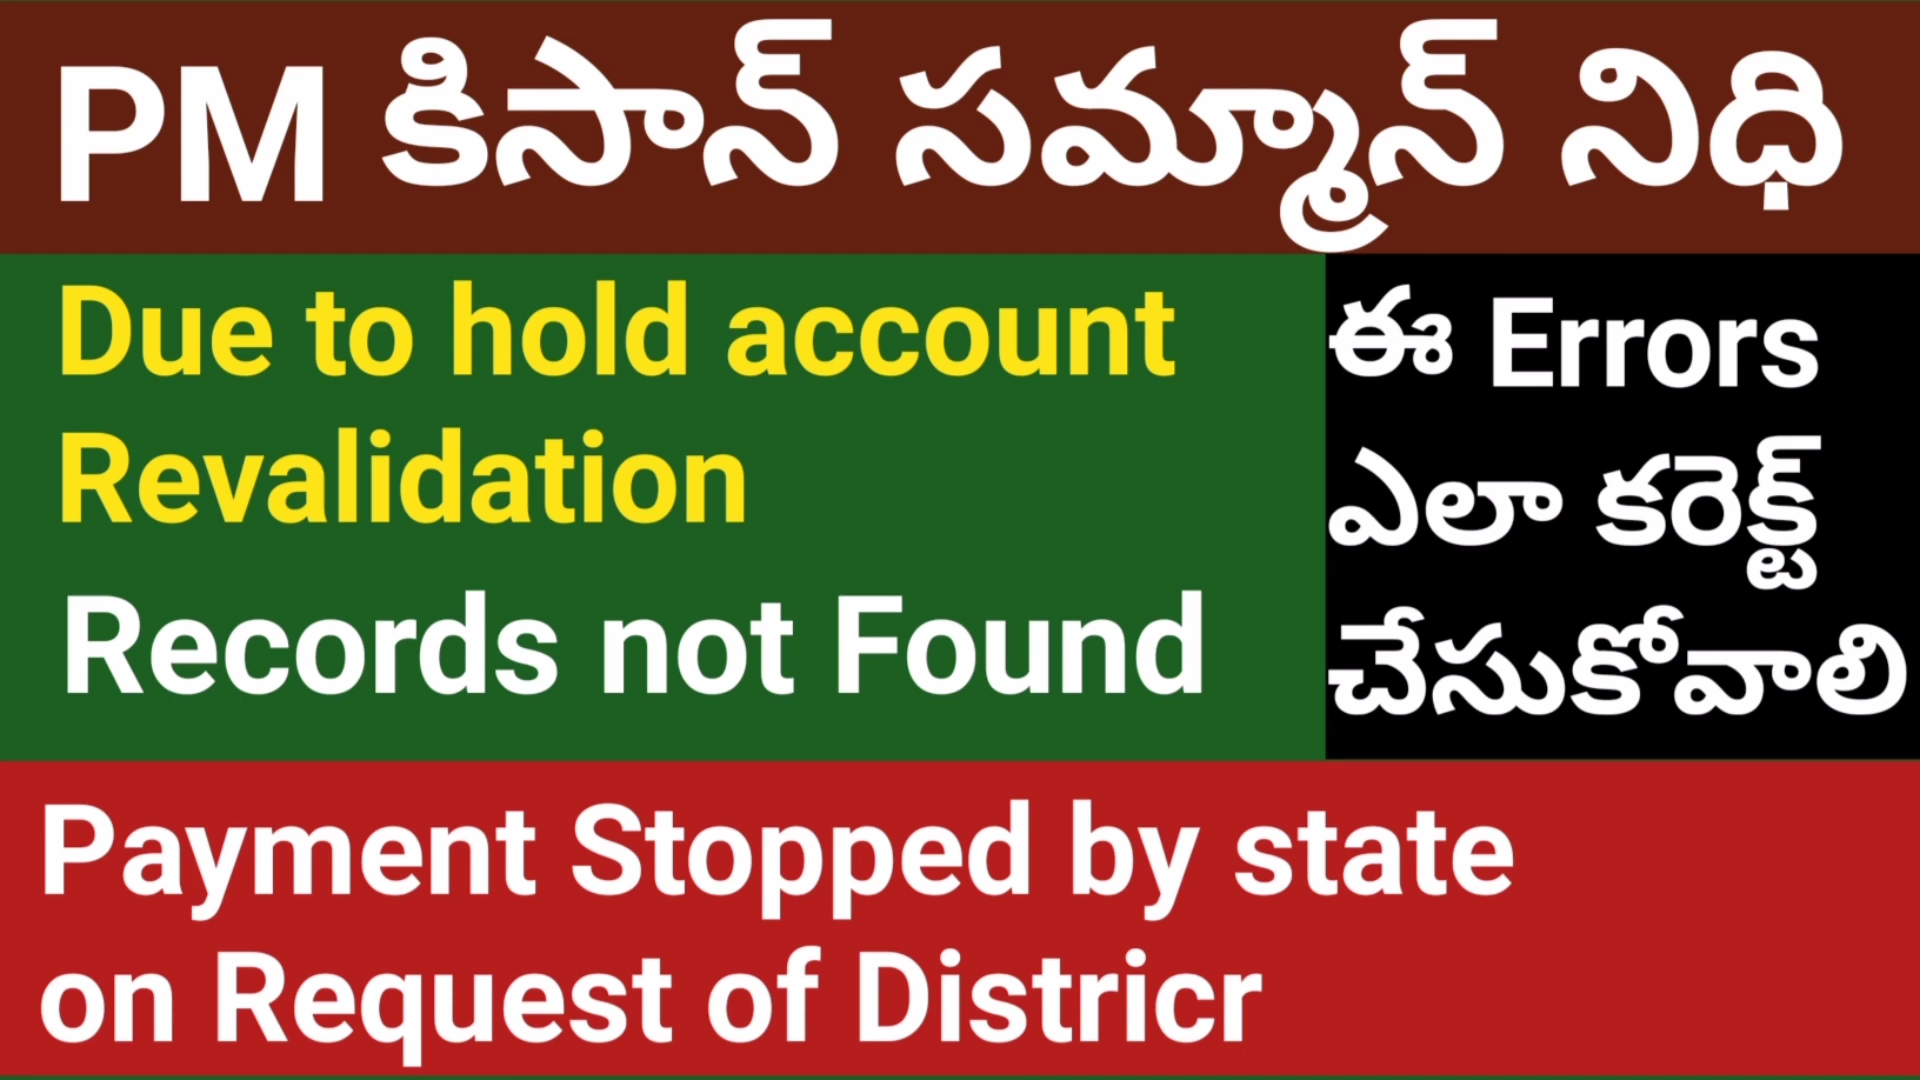 PM కిసాన్ సమ్మాన్ నిధి
Due to hold account
Revalidation
Records not Found
ఈ Errors
ఎలా కరెక్ట్
చేసుకోవాలి
Payment Stopped by state
on Request of Districr